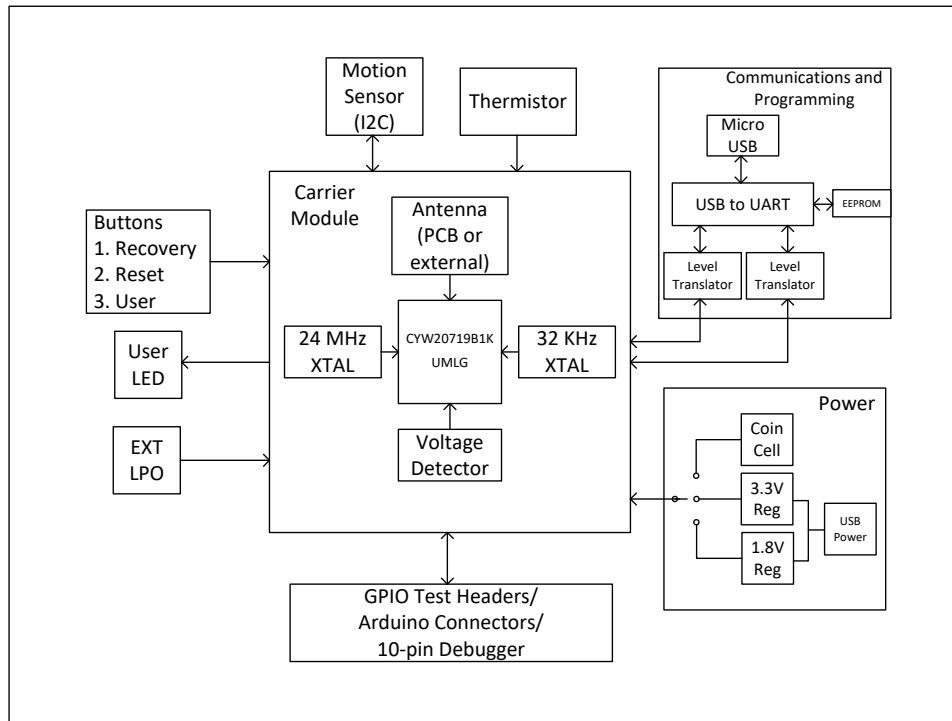 Motion
Sensor
(I2C)
Thermistor
Communications and
Programming
Micro
USB
USB to UART
EEPROM
Level
Translator
Level
Translator
Carrier
Module
Antenna
(PCB or
external)
Buttons
1. Recovery
2. Reset
3. User
24 MHz
XTAL
CYW20719B1K
UMLG
32 KHz
XTAL
User
LED
Voltage
Detector
EXT
LPO
Power
Coin
Cell
3.3V
Reg
USB
Power
1.8V
Reg
GPIO Test Headers/
Arduino Connectors/
10-pin Debugger